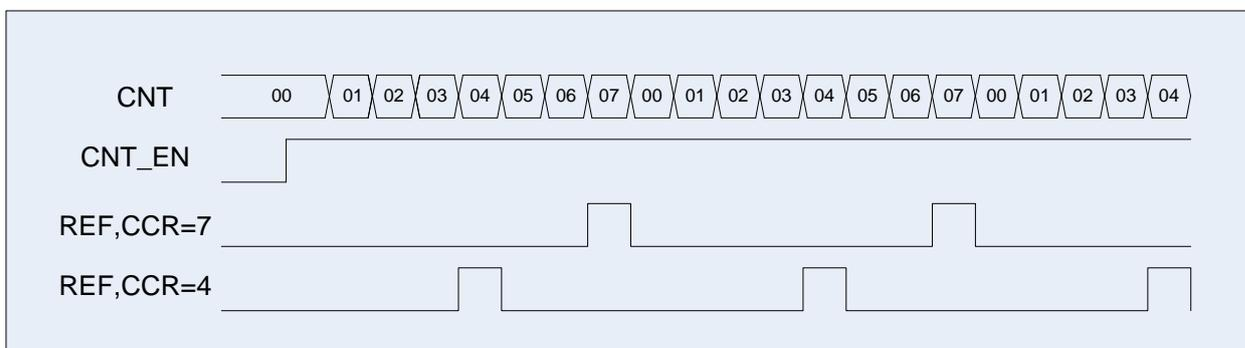 CNT 00 01 02 03 04 05 06 07 00 01 02 03 04 05 06 07 00 01 02 03 04
CNT_EN
REF,CCR=7
REF,CCR=4